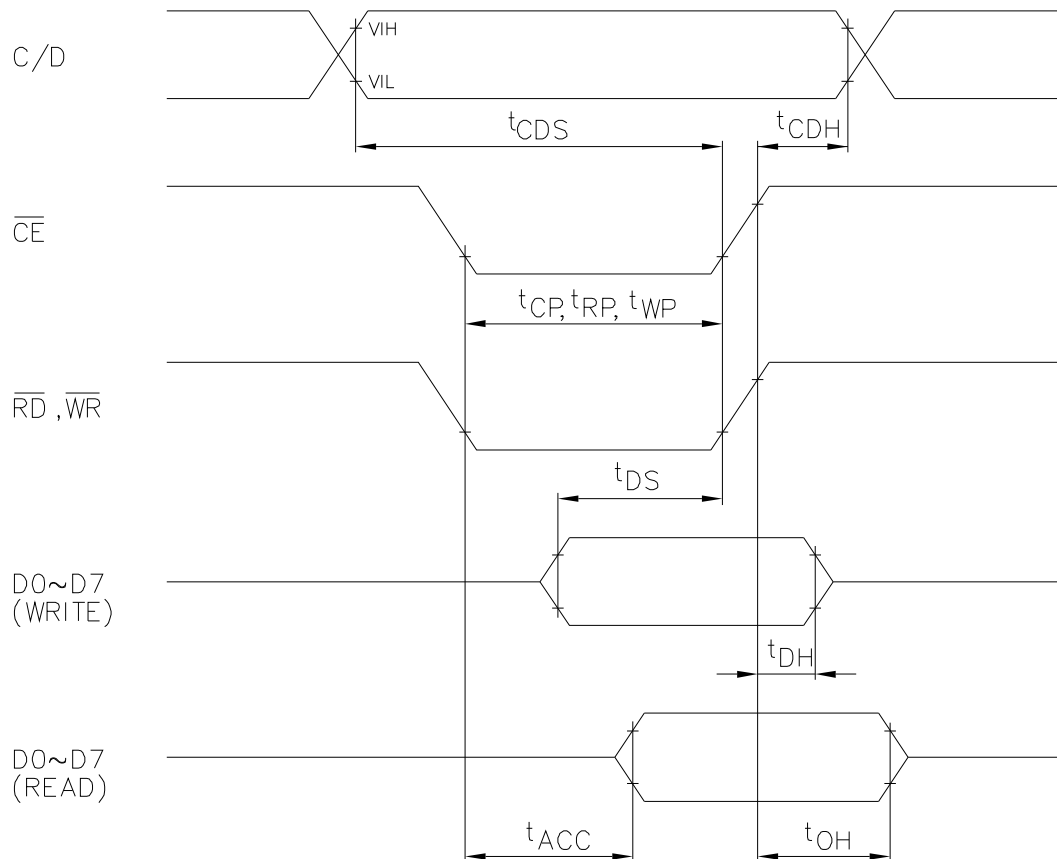 C/D
VIH
VIL
tCDS
tCDH
CE
tCP, tRP, tWP
RD ,WR
tDS
D0~D7
(WRITE)
tDH
D0~D7
(READ)
tACC
tOH